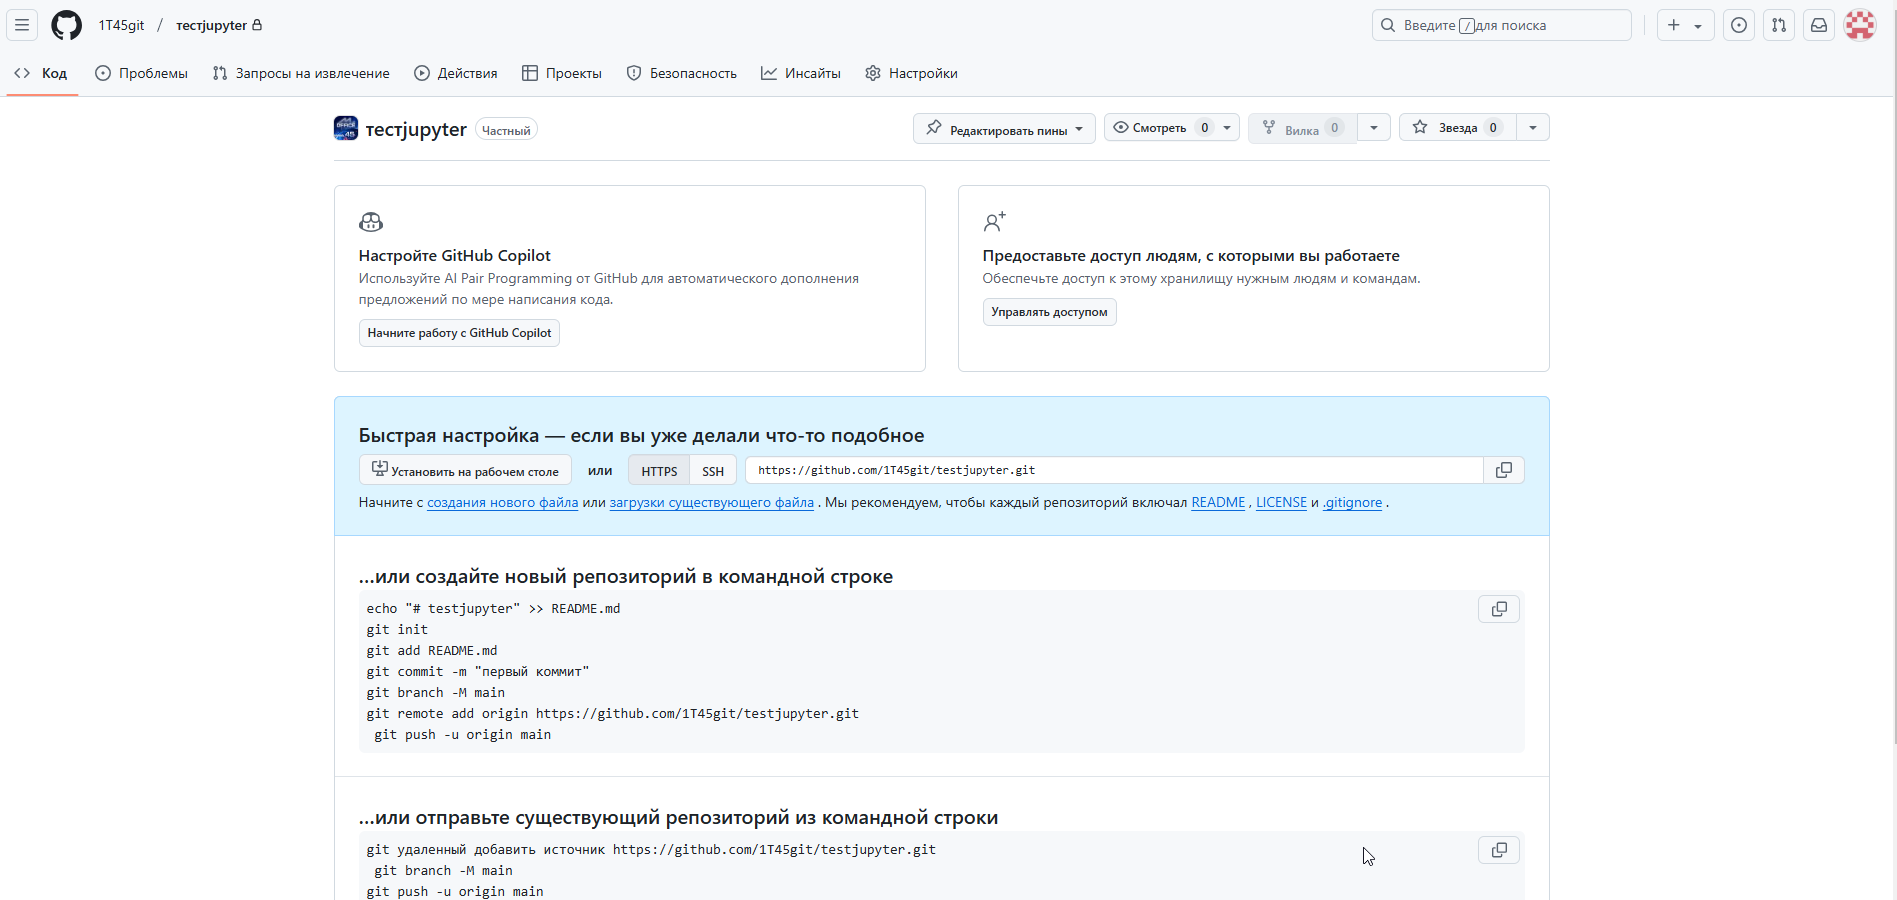 1T45git / тестjupyter
Введите / для поиска
Код Проблемы Запросы на извлечение Действия Проекты Безопасность Инсайты Настройки
тестjupyter Частный
Редактировать пины Смотреть 0 Вилка 0 Звезда 0
Настройте GitHub Copilot
Используйте AI Pair Programming от GitHub для автоматического дополнения
предложений по мере написания кода.
Начните работу с GitHub Copilot
Предоставьте доступ людям, с которыми вы работаете
Обеспечьте доступ к этому хранилищу нужным людям и командам.
Управлять доступом
Быстрая настройка — если вы уже делали что-то подобное
Установить на рабочем столе или HTTPS SSH https://github.com/1T45git/testjupyter.git
Начните с создания нового файла или загрузки существующего файла . Мы рекомендуем, чтобы каждый репозиторий включал README , LICENSE и .gitignore .
…или создайте новый репозиторий в командной строке
echo "# testjupyter" >> README.md
git init
git add README.md
git commit -m "первый коммит"
git branch -M main
git remote add origin https://github.com/1T45git/testjupyter.git
git push -u origin main
…или отправьте существующий репозиторий из командной строки
git удаленный добавить источник https://github.com/1T45git/testjupyter.git
git branch -M main
git push -u origin main